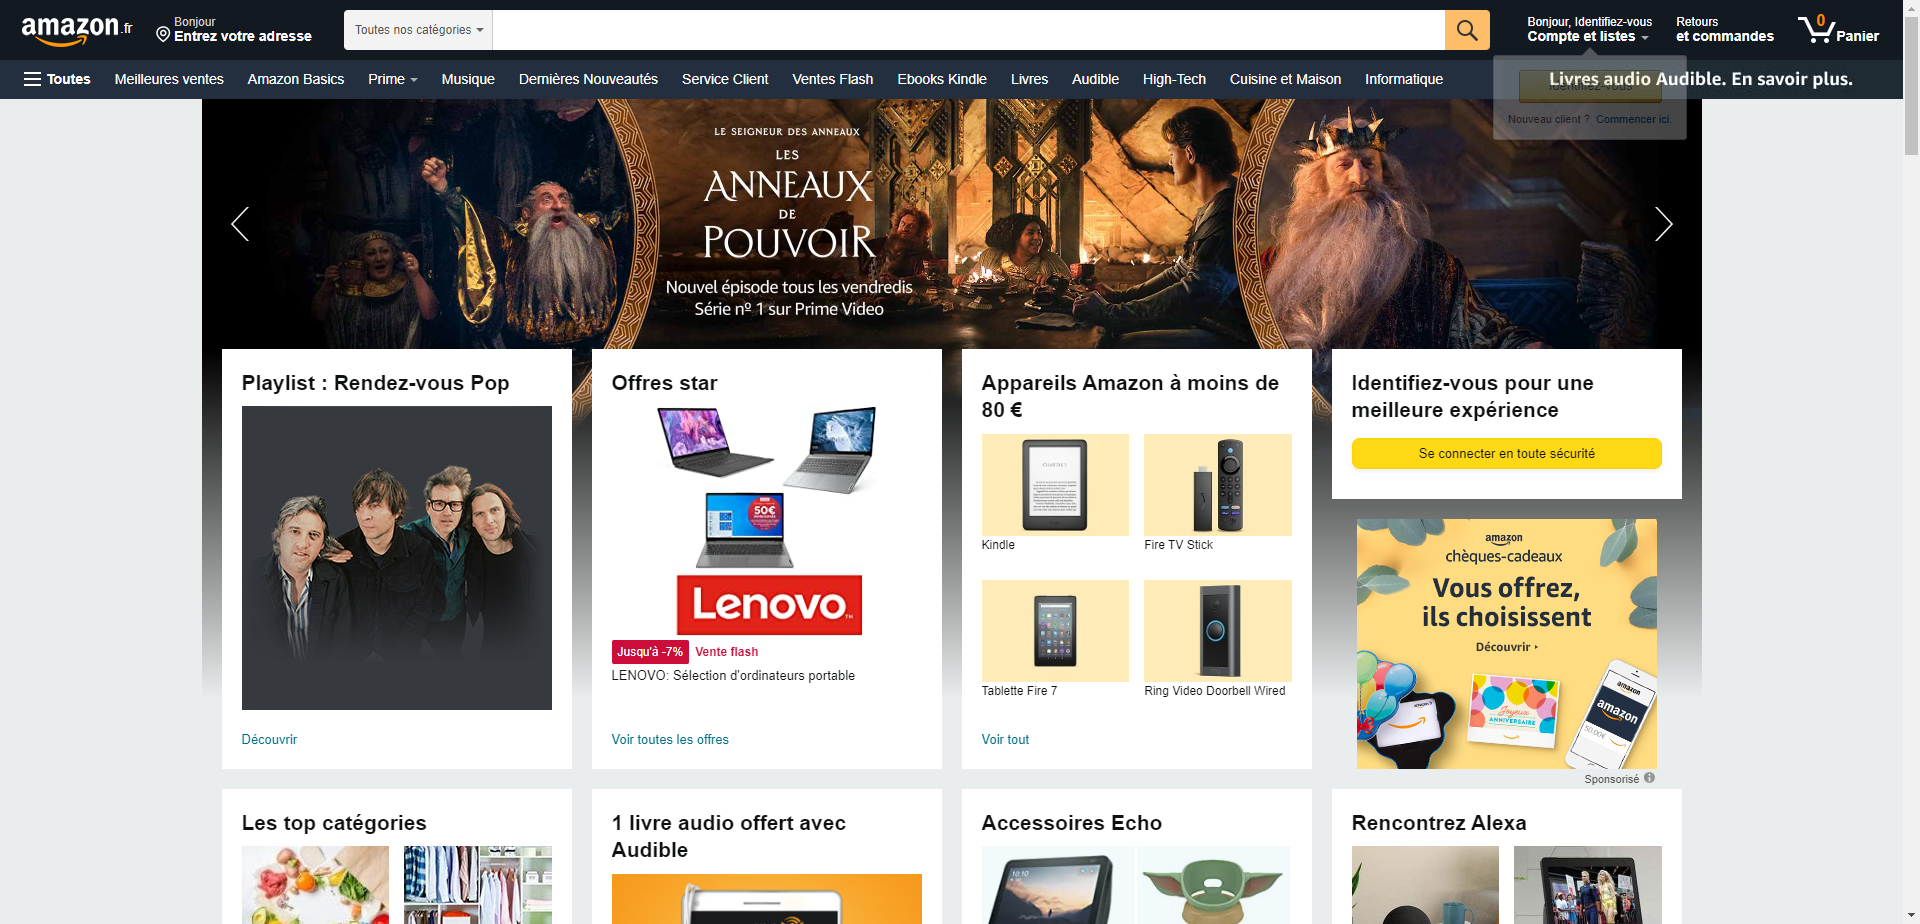 amazon.fr
Bonjour
Entrez votre adresse
Toutes nos catégories
Bonjour, Identifiez-vous
Compte et listes
Retours
et commandes
0
Panier
Toutes
Meilleures ventes
Amazon Basics
Prime
Musique
Dernières Nouveautés
Service Client
Ventes Flash
Ebooks Kindle
Livres
Audible
High-Tech
Cuisine et Maison
Informatique
Livres audio Audible. En savoir plus.
Identifiez-vous
Nouveau client ? Commencer ici.
LE SEIGNEUR DES ANNEAUX
LES
ANNEAUX
DE
POUVOIR
Nouvel épisode tous les vendredis
Série nº 1 sur Prime Video
Playlist : Rendez-vous Pop
Découvrir
Offres star
50€
Lenovo
Jusqu'à -7% Vente flash
LENOVO: Sélection d'ordinateurs portable
Voir toutes les offres
Appareils Amazon à moins de
80 €
Kindle
Fire TV Stick
Tablette Fire 7
Ring Video Doorbell Wired
Voir tout
Identifiez-vous pour une
meilleure expérience
Se connecter en toute sécurité
amazon
chèques-cadeaux
Vous offrez,
ils choisissent
Découvrir
Joyeux
ANNIVERSAIRE
amazon
amazon
50,00€
Sponsorisé
Les top catégories
1 livre audio offert avec
Audible
Accessoires Echo
10:10
Rencontrez Alexa